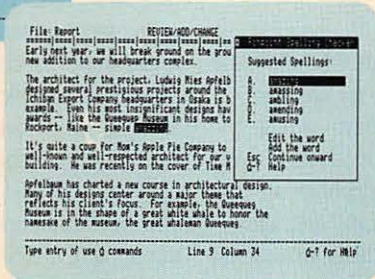 File: Report REVIEW/ADD/CHANGE Pinpoint Spelling Checker
Early next year, we will break ground on the grou
new addition to our headquarters complex.
Suggested Spellings:
The architect for the project, Ludwig Mies Apfelb
designed several prestigious projects around the
Ichiban Export Company headquarters in Osaka is b
example. Even his most insignificant designs hav
awards -- like the Queequeg Museum in his home to
Rockport, Maine -- simple
A.
B. amassing
C. ambling
D. amending
E. amusing
Edit the word
Add the word
Esc Continue onward
?- Help
It's quite a coup for Mom's Apple Pie Company to
well-known and well-respected architect for our u
building. He was recently on the cover of Time M
Apfelbaum has charted a new course in architectural design.
Many of his designs center around a major theme that
reflects his client's focus. For example, the Queequeg
Museum is in the shape of a great white whale to honor the
namesake of the museum, the great whaleman Queequeg.
Type entry of use commands Line 9 Column 34 -? for Help